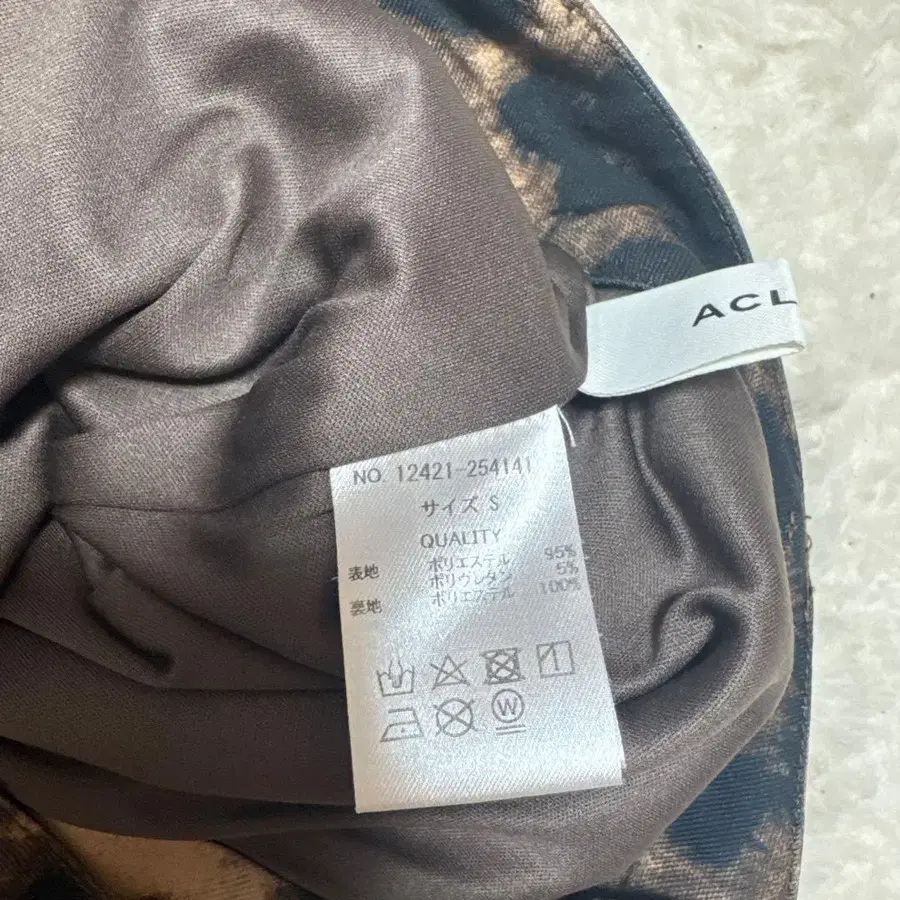 ACL
NO. 12421-254141
サイズ S
QUALITY
表地 ポリエステル 95%
ポリウレタン 5%
裏地 ポリエステル 100%
W